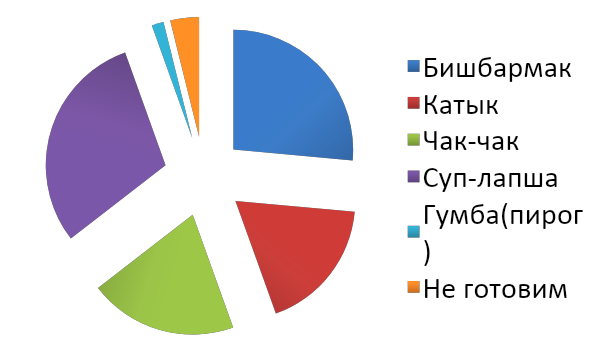 Бишбармак
Катык
Чак-чак
Суп-лапша
Гумба(пирог
)
Не готовим